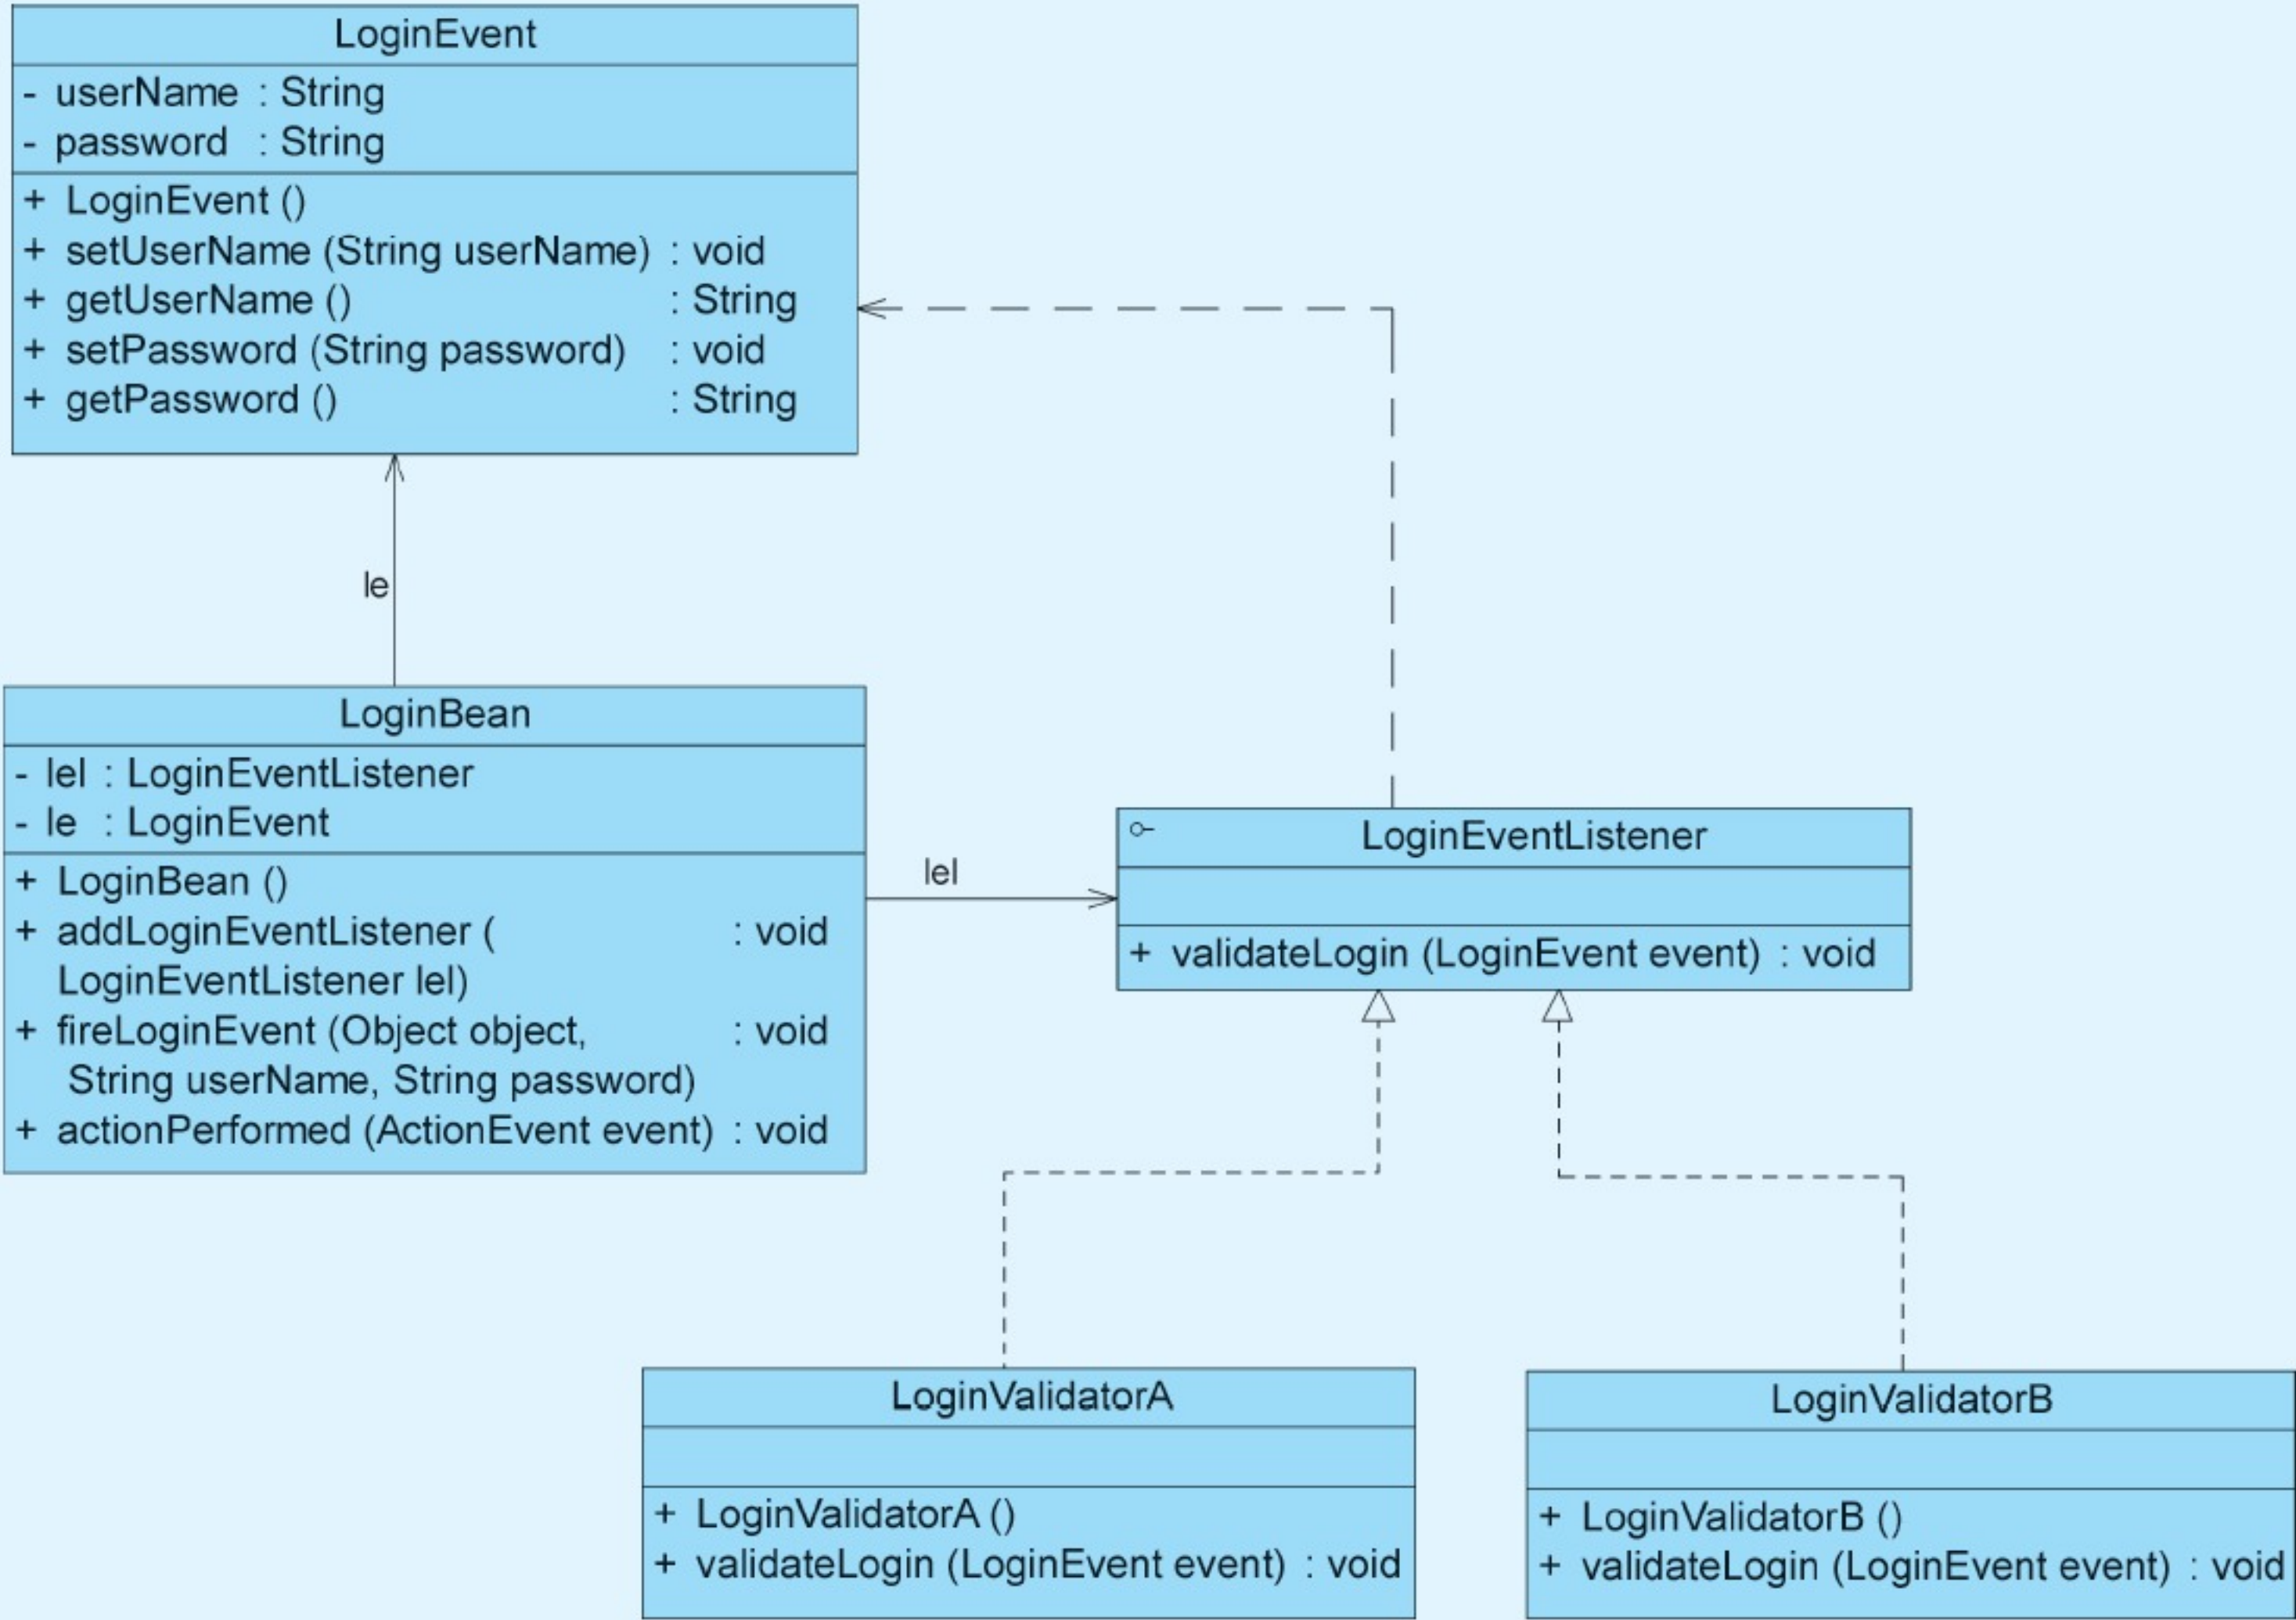 LoginEvent
- userName : String
- password : String
+ LoginEvent ()
+ setUserName (String userName) : void
+ getUserName () : String
+ setPassword (String password) : void
+ getPassword () : String
le
LoginBean
- lel : LoginEventListener
- le : LoginEvent
+ LoginBean ()
+ addLoginEventListener ( : void
LoginEventListener lel)
+ fireLoginEvent (Object object, : void
String userName, String password)
+ actionPerformed (ActionEvent event) : void
lel
LoginEventListener
+ validateLogin (LoginEvent event) : void
LoginValidatorA
+ LoginValidatorA ()
+ validateLogin (LoginEvent event) : void
LoginValidatorB
+ LoginValidatorB ()
+ validateLogin (LoginEvent event) : void